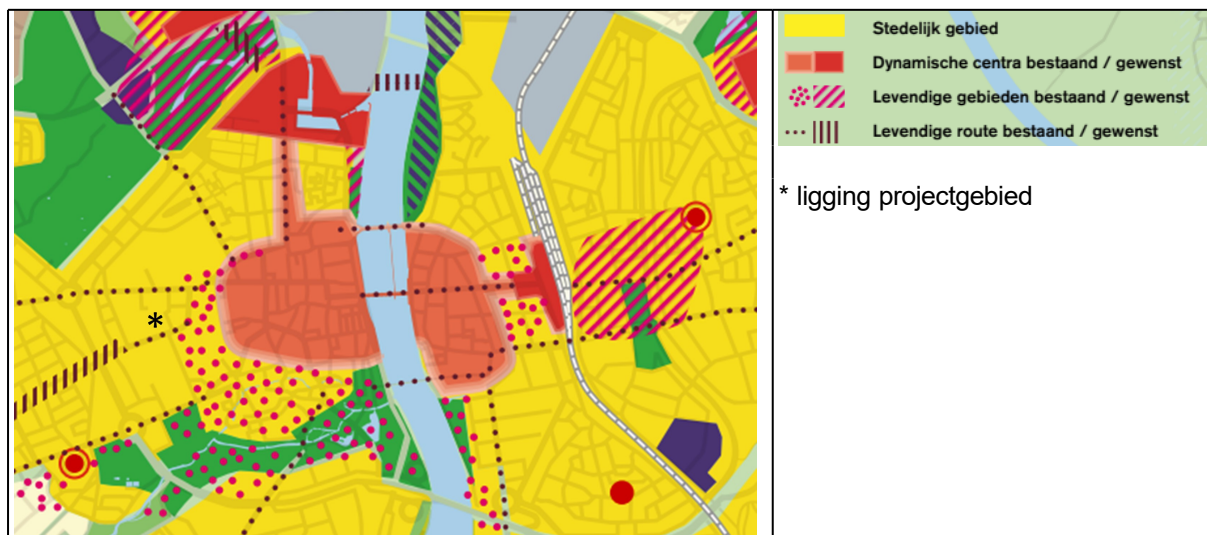 *
Stedelijk gebied
Dynamische centra bestaand / gewenst
Levendige gebieden bestaand / gewenst
Levendige route bestaand / gewenst
* ligging projectgebied